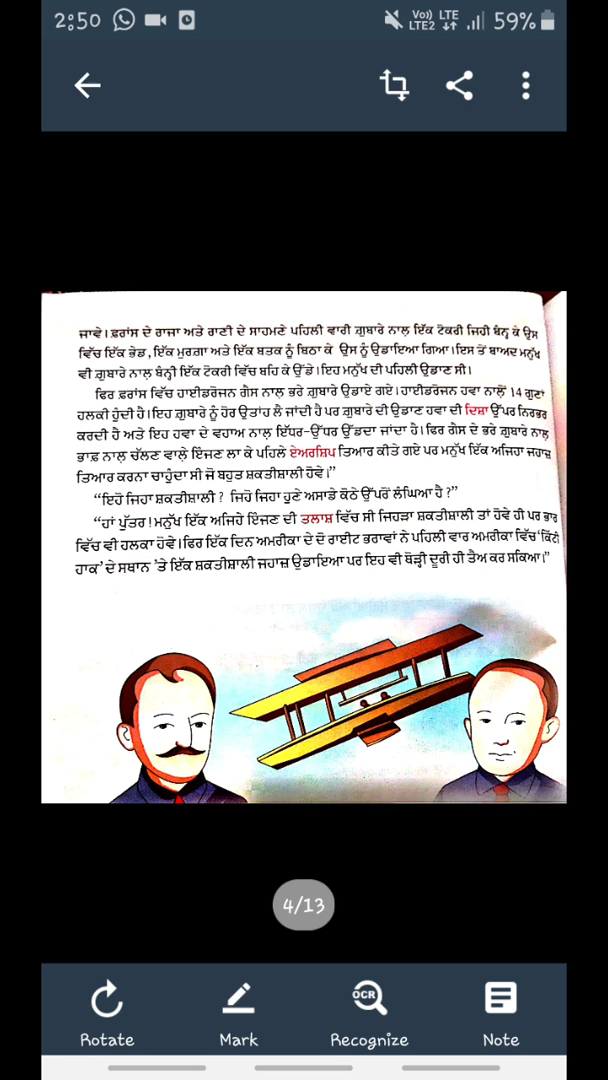 2:50
Vo)) LTE
LTE2
59%
ਜਾਵੇ। ਫ਼ਰਾਂਸ ਦੇ ਰਾਜਾ ਅਤੇ ਰਾਣੀ ਦੇ ਸਾਹਮਣੇ ਪਹਿਲੀ ਵਾਰੀ ਗ਼ੁਬਾਰੇ ਨਾਲ਼ ਇੱਕ ਟੋਕਰੀ ਜਿਹੀ ਬੰਨ੍ਹ ਕੇ ਉਸ
ਵਿੱਚ ਇੱਕ ਭੇਡ, ਇੱਕ ਮੁਰਗਾ ਅਤੇ ਇੱਕ ਬਤਕ ਨੂੰ ਬਿਠਾ ਕੇ ਉਸ ਨੂੰ ਉਡਾਇਆ ਗਿਆ। ਇਸ ਤੋਂ ਬਾਅਦ ਮਨੁੱਖ
ਵੀ ਗ਼ੁਬਾਰੇ ਨਾਲ਼ ਬੰਨ੍ਹੀ ਇੱਕ ਟੋਕਰੀ ਵਿੱਚ ਬਹਿ ਕੇ ਉੱਡੇ। ਇਹ ਮਨੁੱਖ ਦੀ ਪਹਿਲੀ ਉਡਾਣ ਸੀ।
ਫਿਰ ਫ਼ਰਾਂਸ ਵਿੱਚ ਹਾਈਡਰੋਜਨ ਗੈਸ ਨਾਲ਼ ਭਰੇ ਗ਼ੁਬਾਰੇ ਉਡਾਏ ਗਏ। ਹਾਈਡਰੋਜਨ ਹਵਾ ਨਾਲ਼ੋਂ 14 ਗੁਣਾਂ
ਹਲਕੀ ਹੁੰਦੀ ਹੈ। ਇਹ ਗ਼ੁਬਾਰੇ ਨੂੰ ਹੋਰ ਉਤਾਂਹ ਲੈ ਜਾਂਦੀ ਹੈ ਪਰ ਗ਼ੁਬਾਰੇ ਦੀ ਉਡਾਣ ਹਵਾ ਦੀ ਦਿਸ਼ਾ ਉੱਪਰ ਨਿਰਭਰ
ਕਰਦੀ ਹੈ ਅਤੇ ਇਹ ਹਵਾ ਦੇ ਵਹਾਅ ਨਾਲ਼ ਇੱਧਰ-ਉੱਧਰ ਉੱਡਦਾ ਜਾਂਦਾ ਹੈ। ਫਿਰ ਗੈਸ ਦੇ ਭਰੇ ਗ਼ੁਬਾਰੇ ਨਾਲ਼
ਭਾਫ਼ ਨਾਲ਼ ਚੱਲਣ ਵਾਲੇ ਇੰਜਣ ਲਾ ਕੇ ਪਹਿਲੇ ਏਅਰਸ਼ਿਪ ਤਿਆਰ ਕੀਤੇ ਗਏ ਪਰ ਮਨੁੱਖ ਇੱਕ ਅਜਿਹਾ ਜਹਾਜ਼
ਤਿਆਰ ਕਰਨਾ ਚਾਹੁੰਦਾ ਸੀ ਜੋ ਬਹੁਤ ਸ਼ਕਤੀਸ਼ਾਲੀ ਹੋਵੇ।”
“ਇਹੋ ਜਿਹਾ ਸ਼ਕਤੀਸ਼ਾਲੀ? ਜਿਹੋ ਜਿਹਾ ਹੁਣੇ ਅਸਾਡੇ ਕੋਠੇ ਉੱਪਰੋਂ ਲੰਘਿਆ ਹੈ?”
“ਹਾਂ ਪੁੱਤਰ! ਮਨੁੱਖ ਇੱਕ ਅਜਿਹੇ ਇੰਜਣ ਦੀ ਤਲਾਸ਼ ਵਿੱਚ ਸੀ ਜਿਹੜਾ ਸ਼ਕਤੀਸ਼ਾਲੀ ਤਾਂ ਹੋਵੇ ਹੀ ਪਰ ਭਾਰ
ਵਿੱਚ ਵੀ ਹਲਕਾ ਹੋਵੇ। ਫਿਰ ਇੱਕ ਦਿਨ ਅਮਰੀਕਾ ਦੇ ਦੋ ਰਾਈਟ ਭਰਾਵਾਂ ਨੇ ਪਹਿਲੀ ਵਾਰ ਅਮਰੀਕਾ ਵਿੱਚ ‘ਕਿੱਟੀ
ਹਾਕ’ ਦੇ ਸਥਾਨ ’ਤੇ ਇੱਕ ਸ਼ਕਤੀਸ਼ਾਲੀ ਜਹਾਜ਼ ਉਡਾਇਆ ਪਰ ਇਹ ਵੀ ਥੋੜ੍ਹੀ ਦੂਰੀ ਹੀ ਤੈਅ ਕਰ ਸਕਿਆ।”
4/13
OCR
Rotate
Mark
Recognize
Note